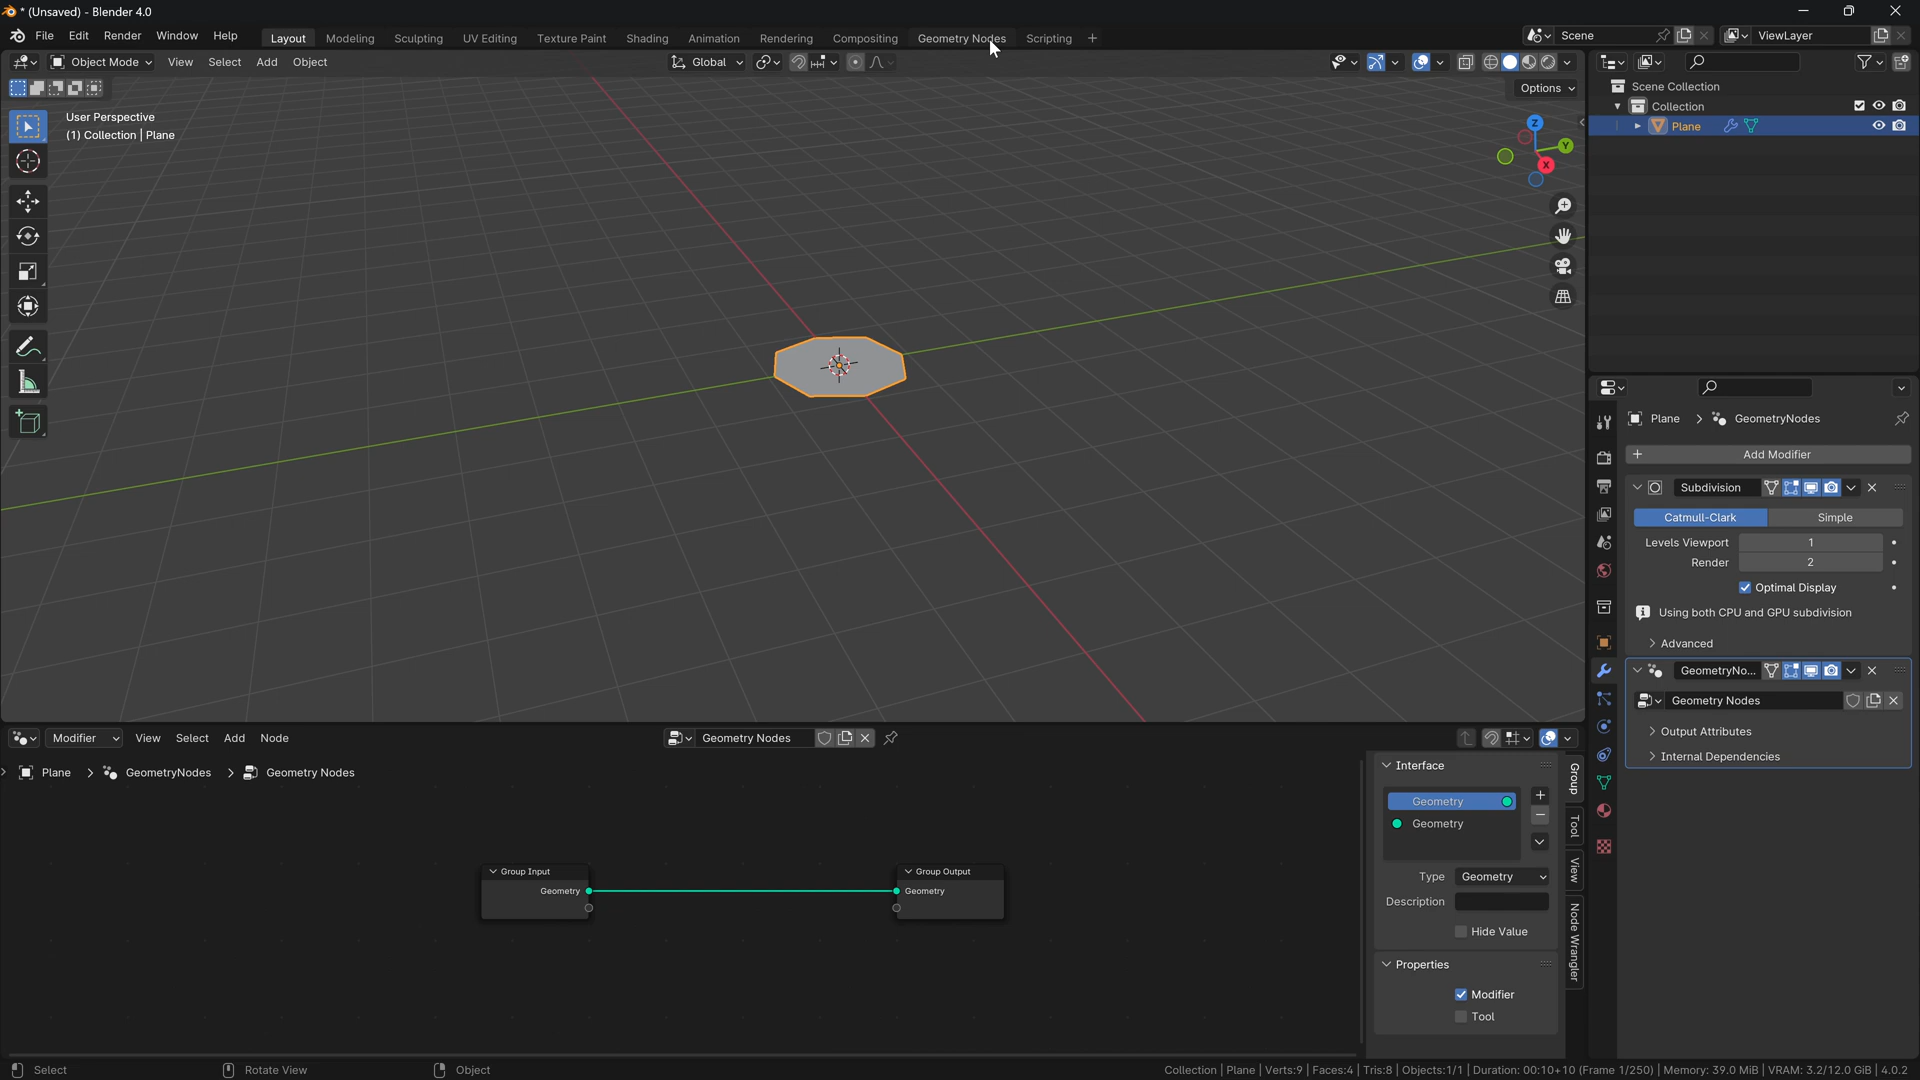 * (Unsaved) - Blender 4.0
File Edit Render Window Help Layout Modeling Sculpting UV Editing Texture Paint Shading Animation Rendering Compositing Geometry Nodes Scripting Scene ViewLayer
Object Mode View Select Add Object Global
Options
User Perspective
(1) Collection | Plane
Z
Y
X
Scene Collection
Collection
Plane
Plane GeometryNodes
Add Modifier
Subdivision
Catmull-Clark Simple
Levels Viewport 1
Render 2
Optimal Display
Using both CPU and GPU subdivision
Advanced
GeometryNo...
Geometry Nodes
Output Attributes
Internal Dependencies
Modifier View Select Add Node Geometry Nodes
Plane GeometryNodes Geometry Nodes
Group Input
Geometry
Group Output
Geometry
Interface
Geometry
Geometry
Type Geometry
Description
Hide Value
Properties
Modifier
Tool
Group
Tool
View
Node Wrangler
Select Rotate View Object Collection | Plane | Verts:9 | Faces:4 | Tris:8 | Objects:1/1 | Duration: 00:10+10 (Frame 1/250) | Memory: 39.0 MiB | VRAM: 3.2/12.0 GiB | 4.0.2